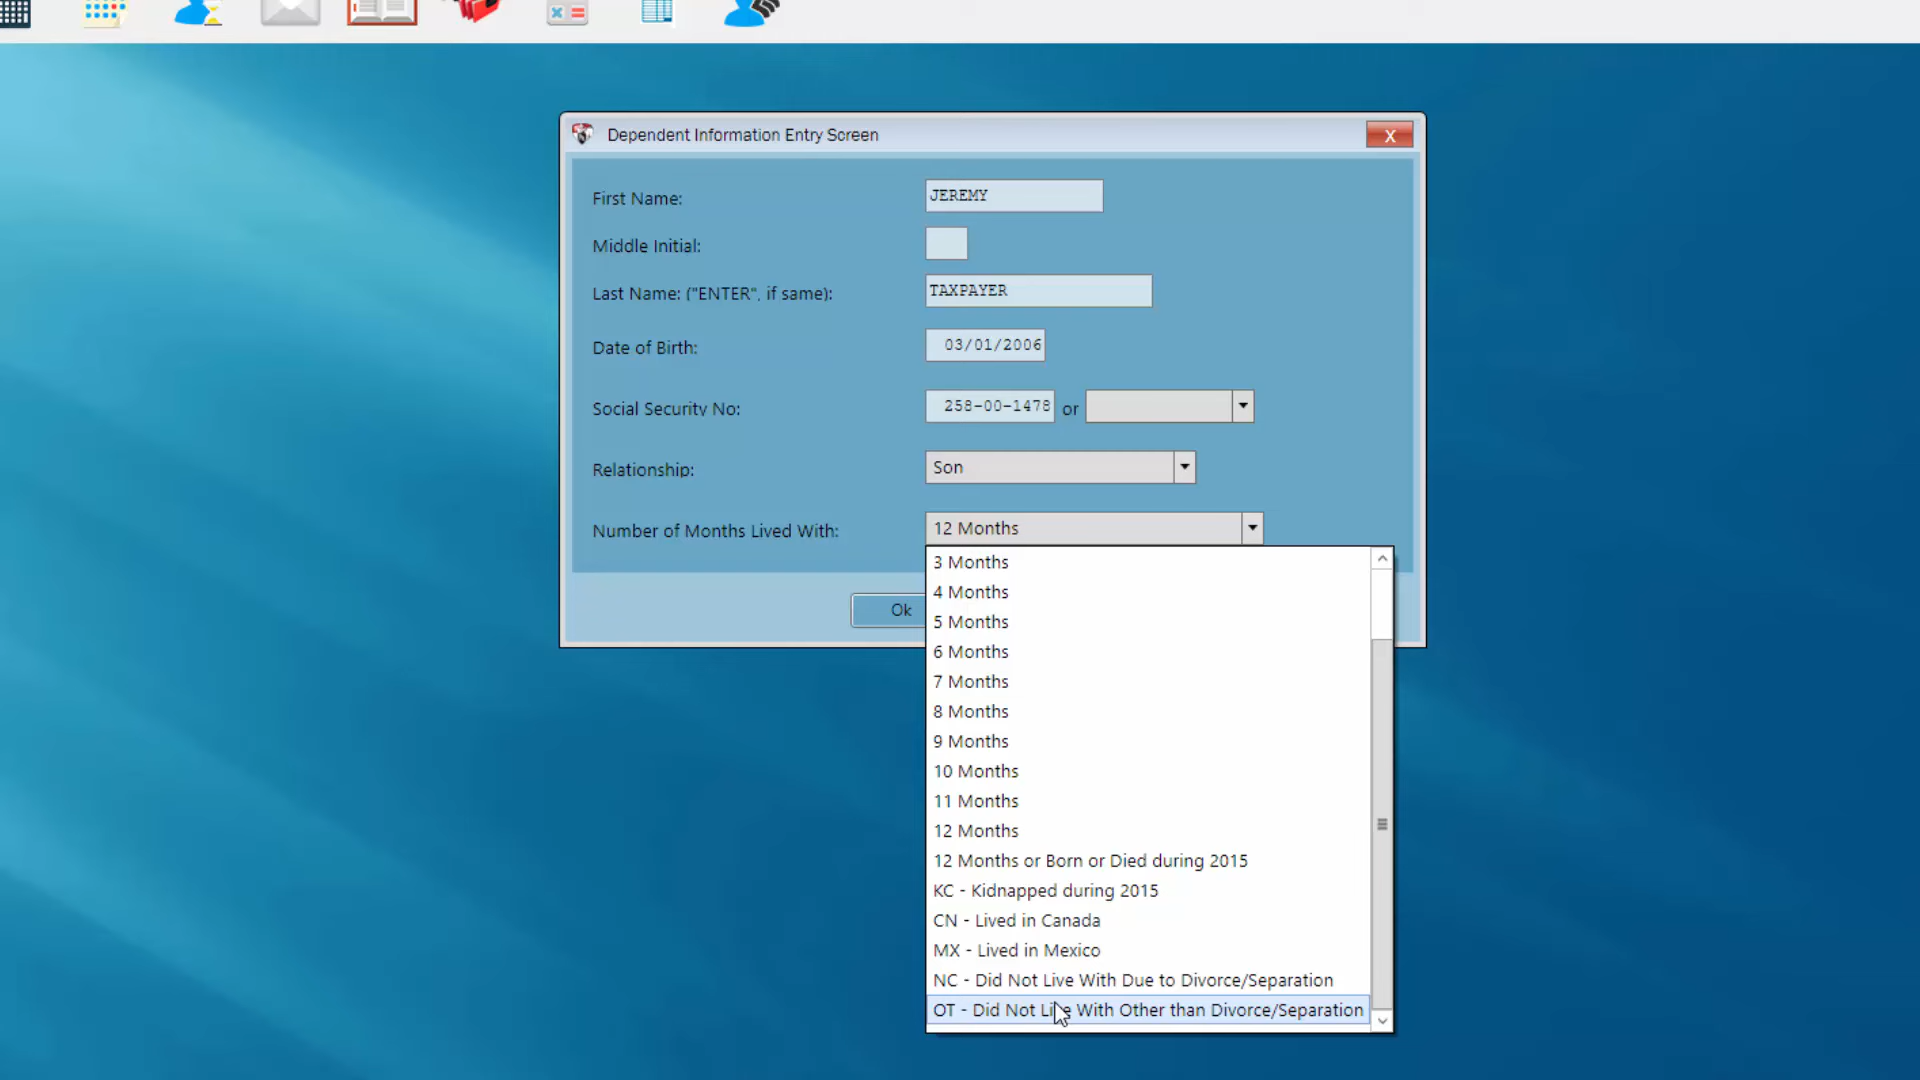 Dependent Information Entry Screen
X
First Name: JEREMY
Middle Initial:
Last Name: ("ENTER", if same): TAXPAYER
Date of Birth: 03/01/2006
Social Security No: 258-00-1478 or
Relationship: Son
Number of Months Lived With: 12 Months
Ok
3 Months
4 Months
5 Months
6 Months
7 Months
8 Months
9 Months
10 Months
11 Months
12 Months
12 Months or Born or Died during 2015
KC - Kidnapped during 2015
CN - Lived in Canada
MX - Lived in Mexico
NC - Did Not Live With Due to Divorce/Separation
OT - Did Not Live With Other than Divorce/Separation